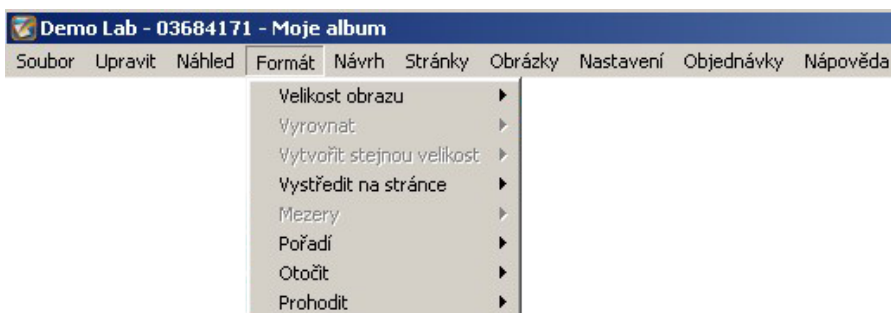 Demo Lab - 03684171 - Moje album
Soubor Upravit Náhled Formát Návrh Stránky Obrázky Nastavení Objednávky Nápověda
Velikost obrazu
Vyrovnat
Vytvořit stejnou velikost
Vystředit na stránce
Mezery
Pořadí
Otočit
Prohodit